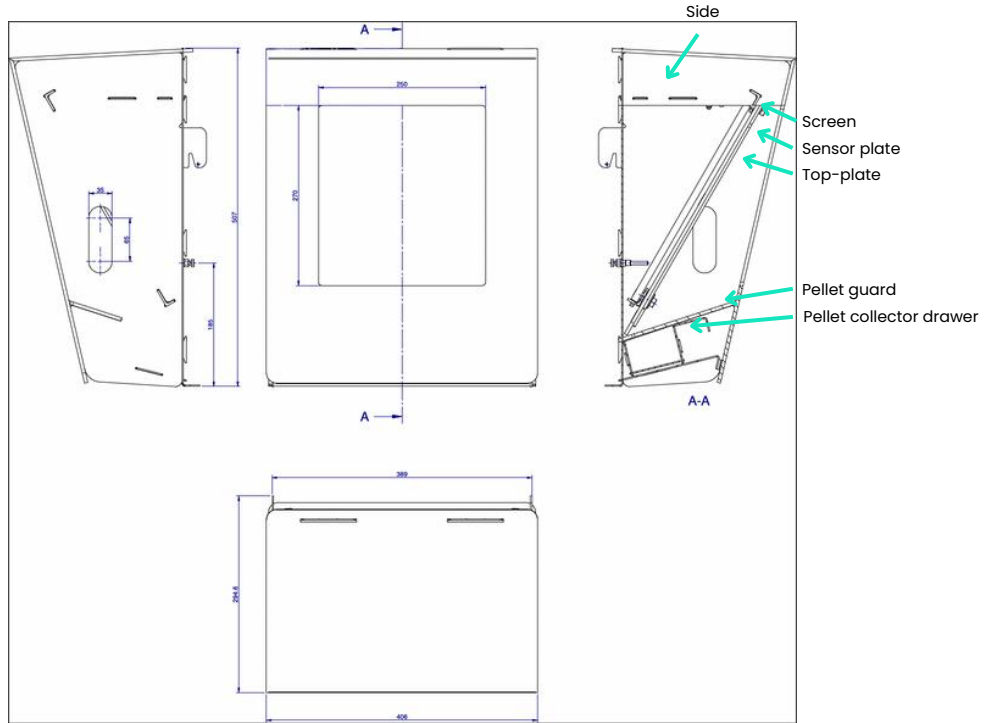 Side
A
250
Screen
Sensor plate
Top-plate
35
270
507
65
Pellet guard
185
Pellet collector drawer
A
A-A
389
294.6
406